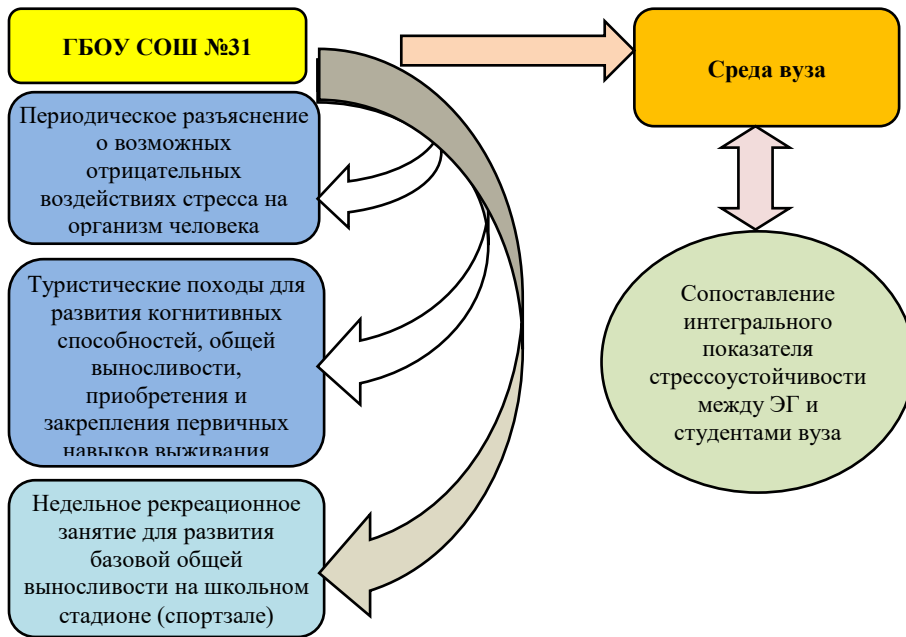 ГБОУ СОШ №31
Среда вуза
Периодическое разъяснение
о возможных
отрицательных
воздействиях стресса на
организм человека
Туристические походы для
развития когнитивных
способностей, общей
выносливости,
приобретения и
закрепления первичных
навыков выживания
Недельное рекреационное
занятие для развития
базовой общей
выносливости на школьном
стадионе (спортзале)
Сопоставление
интегрального
показателя
стрессоустойчивости
между ЭГ и
студентами вуза